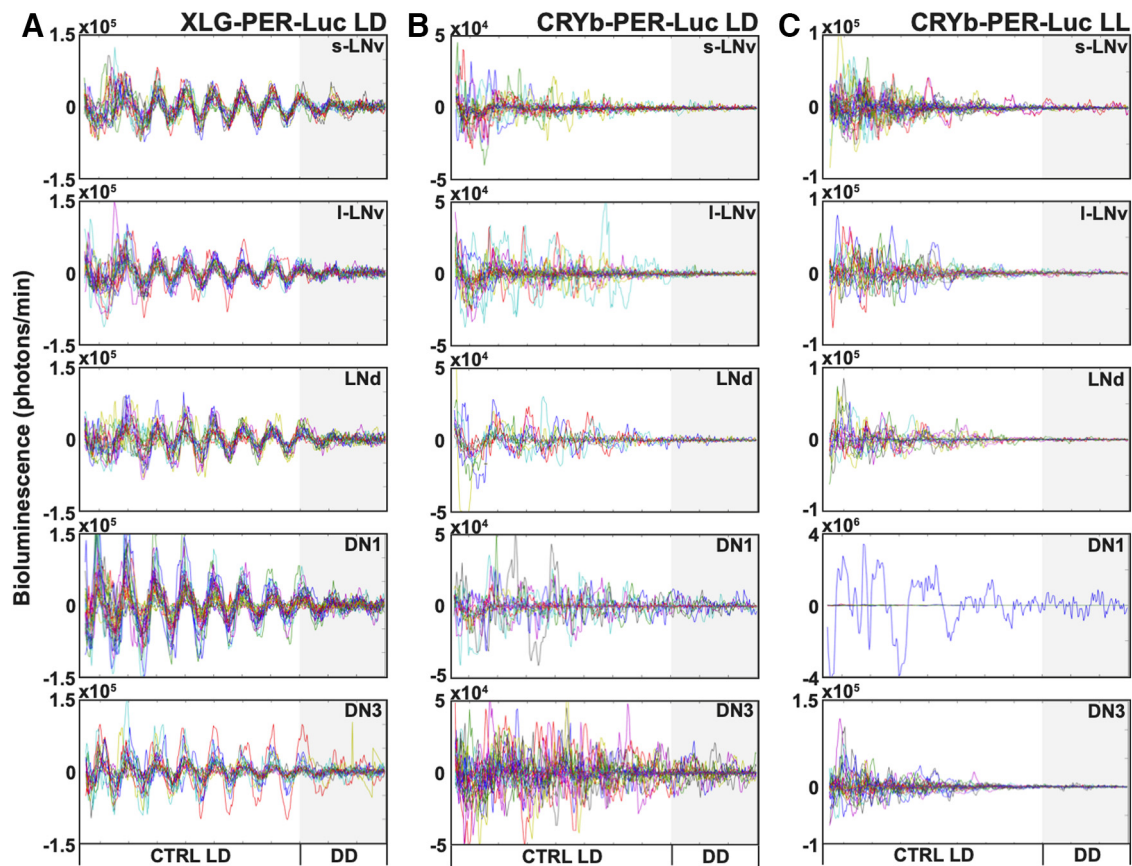 A XLG-PER-Luc LD B CRYb-PER-Luc LD C CRYb-PER-Luc LL
Bioluminescence (photons/min)
x10⁵ 1.5 0 -1.5 s-LNv
x10⁵ 1.5 0 -1.5 l-LNv
x10⁵ 1.5 0 -1.5 LNd
x10⁵ 1.5 0 -1.5 DN1
x10⁵ 1.5 0 -1.5 DN3
CTRL LD DD
x10⁴ 5 0 -5 s-LNv
x10⁴ 5 0 -5 l-LNv
x10⁴ 5 0 -5 LNd
x10⁴ 5 0 -5 DN1
x10⁴ 5 0 -5 DN3
CTRL LD DD
x10⁵ 1 0 -1 s-LNv
x10⁵ 1 0 -1 l-LNv
x10⁵ 1 0 -1 LNd
x10⁶ 4 0 -4 DN1
x10⁵ 1.5 0 -1 DN3
CTRL LD DD